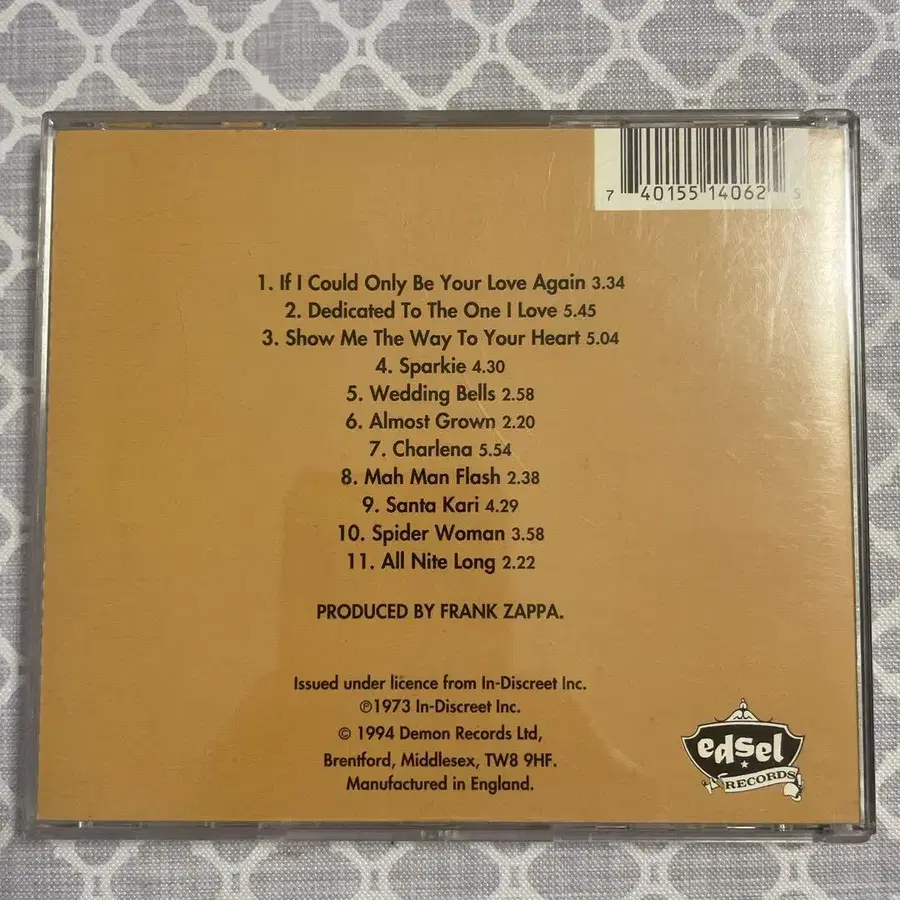 7 40155 14062 5
1. If I Could Only Be Your Love Again 3.34
2. Dedicated To The One I Love 5.45
3. Show Me The Way To Your Heart 5.04
4. Sparkie 4.30
5. Wedding Bells 2.58
6. Almost Grown 2.20
7. Charlena 5.54
8. Mah Man Flash 2.38
9. Santa Kari 4.29
10. Spider Woman 3.58
11. All Nite Long 2.22
PRODUCED BY FRANK ZAPPA.
Issued under licence from In-Discreet Inc.
℗1973 In-Discreet Inc.
© 1994 Demon Records Ltd,
Brentford, Middlesex, TW8 9HF.
Manufactured in England.
edsel
RECORDS